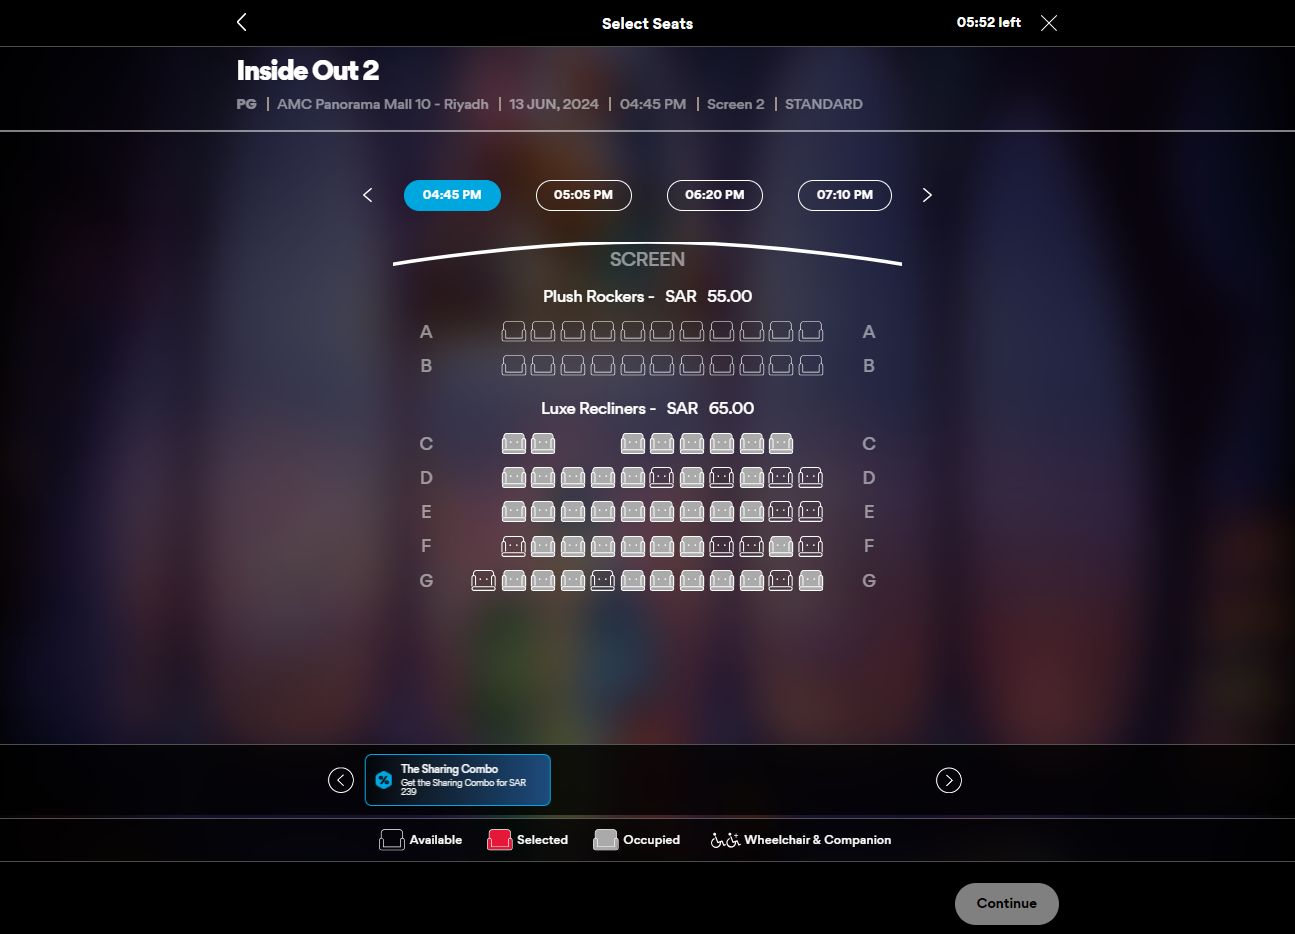 Select Seats
05:52 left
Inside Out 2
PG | AMC Panorama Mall 10 - Riyadh | 13 JUN, 2024 | 04:45 PM | Screen 2 | STANDARD
04:45 PM 05:05 PM 06:20 PM 07:10 PM
SCREEN
Plush Rockers - SAR 55.00
A A
B B
Luxe Recliners - SAR 65.00
C C
D D
E E
F F
G G
The Sharing Combo
Get the Sharing Combo for SAR
239
Available Selected Occupied Wheelchair & Companion
Continue